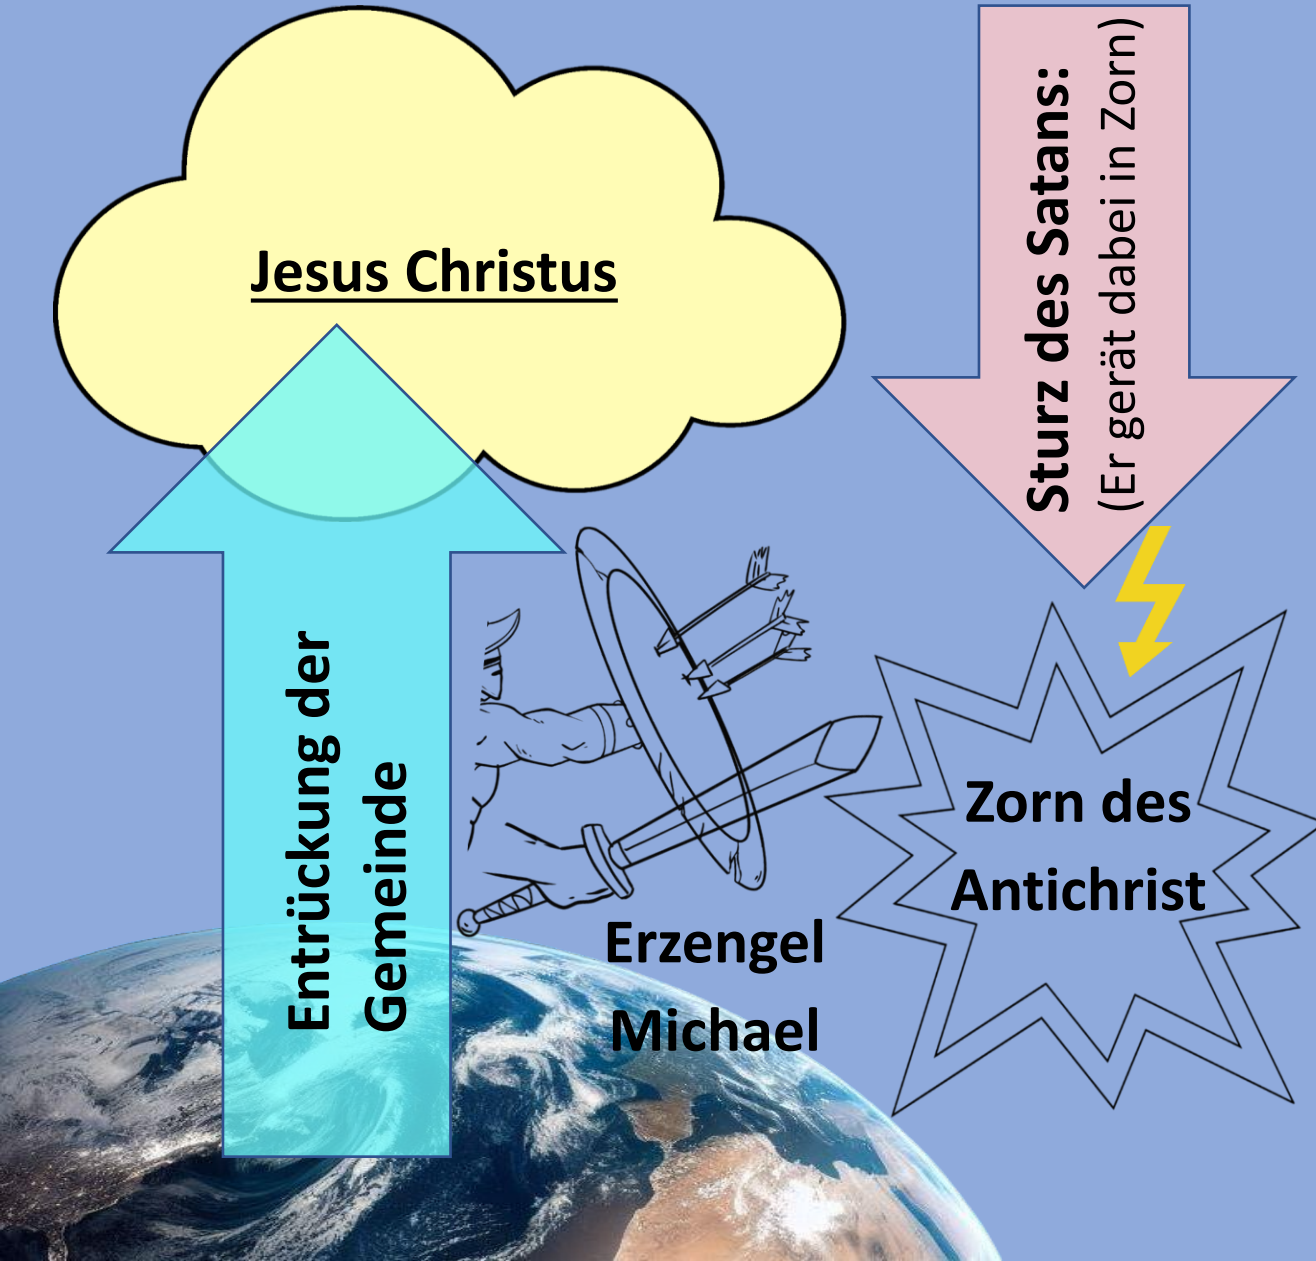 Jesus Christus
Sturz des Satans:
(Er gerät dabei in Zorn)
Entrückung der
Gemeinde
Zorn des
Antichrist
Erzengel
Michael